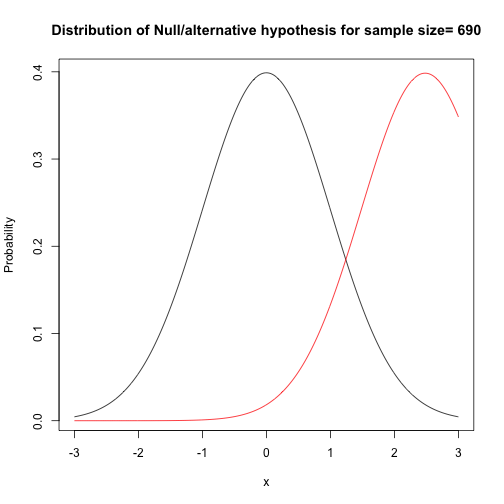 Distribution of Null/alternative hypothesis for sample size= 690
0.4
0.3
0.2
0.1
0.0
Probability
-3 -2 -1 0 1 2 3
x